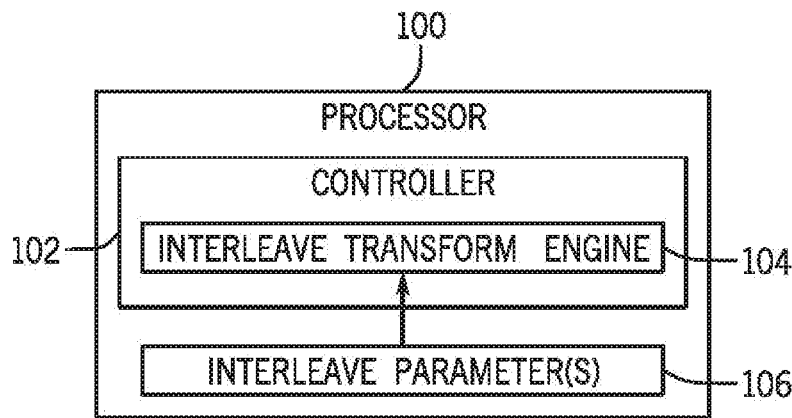 100
PROCESSOR
CONTROLLER
102
INTERLEAVE TRANSFORM ENGINE
104
INTERLEAVE PARAMETER(S)
106